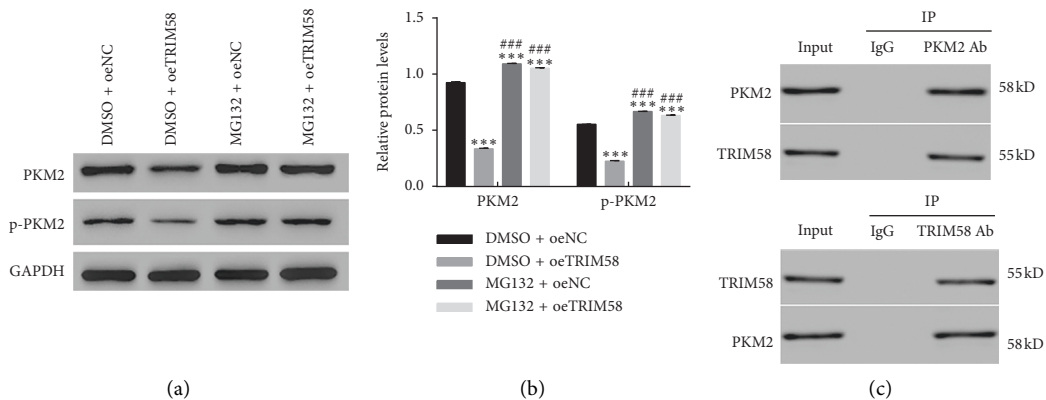 DMSO + oeNC
DMSO + oeTRIM58
MG132 + oeNC
MG132 + oeTRIM58
PKM2
p-PKM2
GAPDH
(a)
Relative protein levels
1.5
1.0
0.5
0.0
***
###
***
###
***
***
###
***
###
***
PKM2
p-PKM2
DMSO + oeNC
DMSO + oeTRIM58
MG132 + oeNC
MG132 + oeTRIM58
(b)
IP
Input IgG PKM2 Ab
PKM2 58 kD
TRIM58 55 kD
IP
Input IgG TRIM58 Ab
TRIM58 55 kD
PKM2 58 kD
(c)